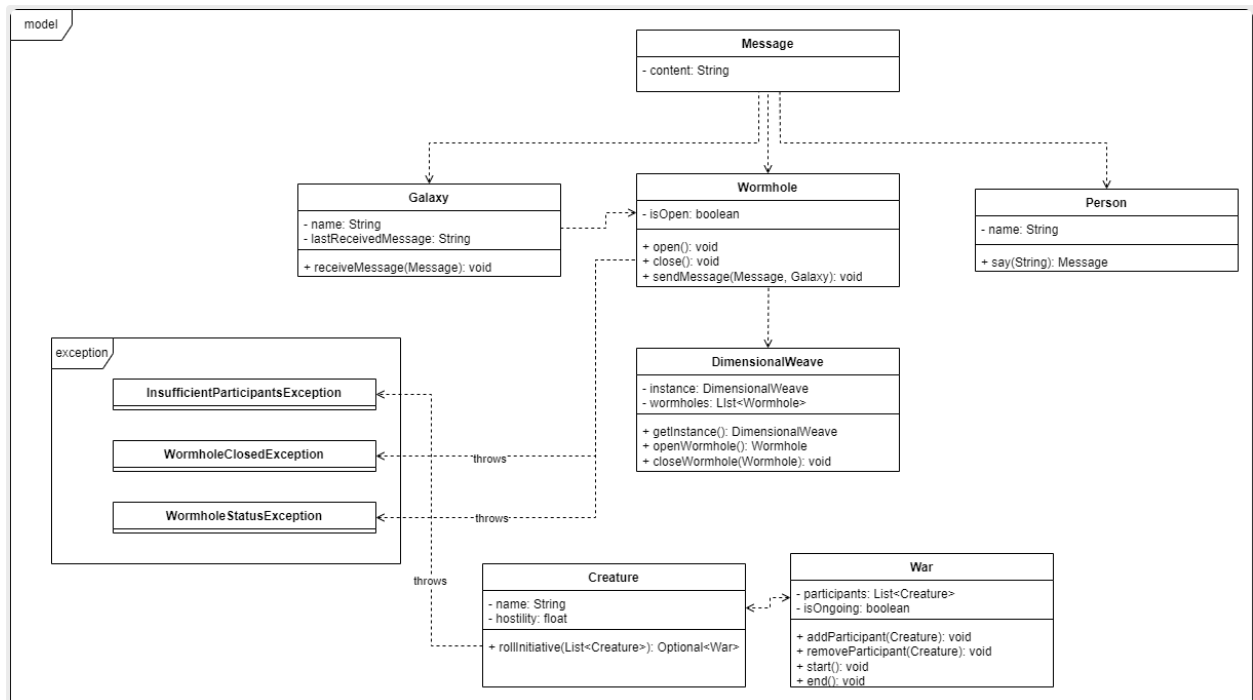 model
Message
- content: String
Galaxy
- name: String
- lastReceivedMessage: String
+ receiveMessage(Message): void
Wormhole
- isOpen: boolean
+ open(): void
+ close(): void
+ sendMessage(Message, Galaxy): void
Person
- name: String
+ say(String): Message
exception
InsufficientParticipantsException
WormholeClosedException
WormholeStatusException
throws
throws
throws
DimensionalWeave
- instance: DimensionalWeave
- wormholes: LIst<Wormhole>
+ getInstance(): DimensionalWeave
+ openWormhole(): Wormhole
+ closeWormhole(Wormhole): void
Creature
- name: String
- hostility: float
+ rollInitiative(List<Creature>): Optional<War>
War
- participants: List<Creature>
- isOngoing: boolean
+ addParticipant(Creature): void
+ removeParticipant(Creature): void
+ start(): void
+ end(): void